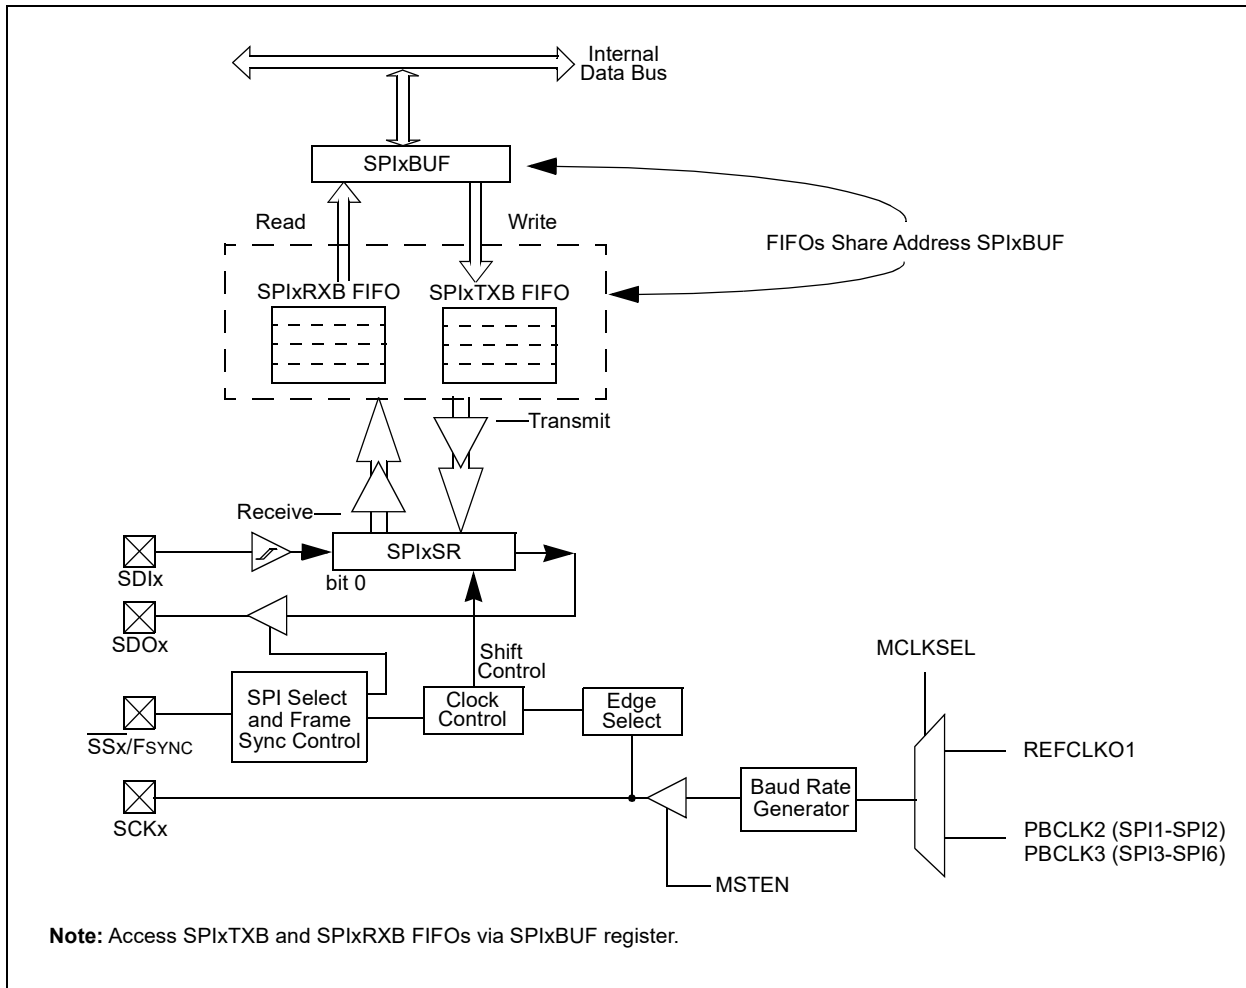 Internal
Data Bus
SPIxBUF
Read
Write
FIFOs Share Address SPIxBUF
SPIxRXB FIFO
SPIxTXB FIFO
Transmit
Receive
SPIxSR
SDIx
bit 0
SDOx
Shift
Control
MCLKSEL
SPI Select
and Frame
Sync Control
Clock
Control
Edge
Select
SSx/FSYNC
REFCLKO1
Baud Rate
Generator
SCKx
PBCLK2 (SPI1-SPI2)
PBCLK3 (SPI3-SPI6)
MSTEN
Note: Access SPIxTXB and SPIxRXB FIFOs via SPIxBUF register.